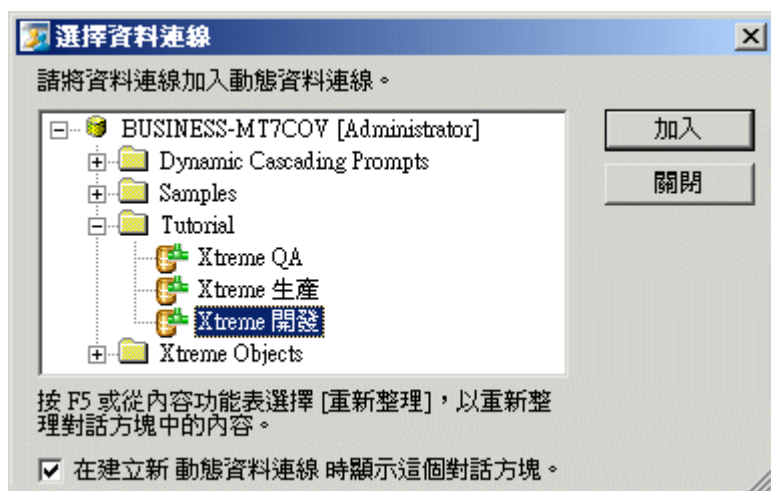 選擇資料連線
請將資料連線加入動態資料連線。
BUSINESS-MT7COV [Administrator]
加入
Dynamic Cascading Prompts
關閉
Samples
Tutorial
Xtreme QA
Xtreme 生產
Xtreme 開發
Xtreme Objects
按 F5 或從內容功能表選擇 [重新整理]，以重新整
理對話方塊中的內容。
在建立新 動態資料連線 時顯示這個對話方塊。